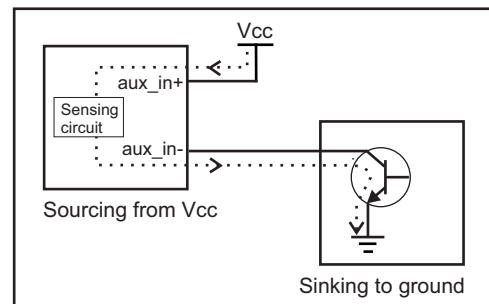 Vcc
aux_in+
Sensing
circuit
aux_in-
Sourcing from Vcc
Sinking to ground